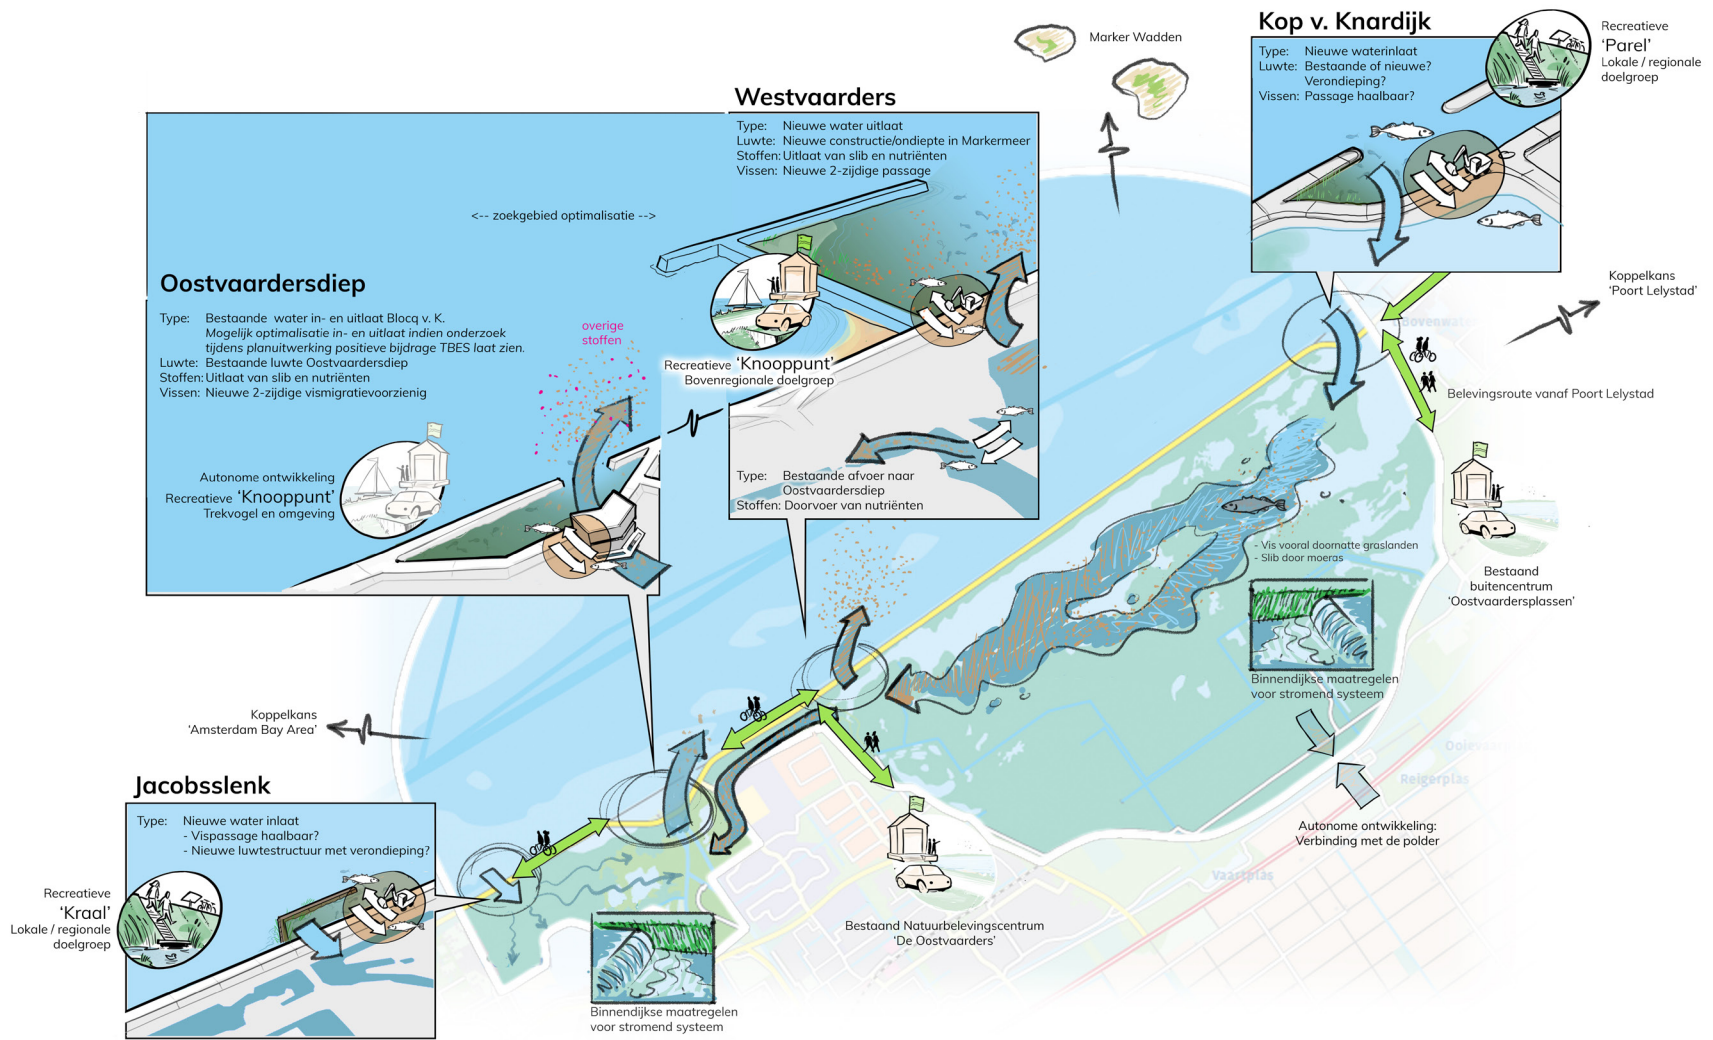 Marker Wadden
Kop v. Knardijk
Type: Nieuwe waterinlaat
Luwte: Bestaande of nieuwe?
Verondieping?
Vissen: Passage haalbaar?
Recreatieve
'Parel'
Lokale / regionale
doelgroep
Westvaarders
Type: Nieuwe water uitlaat
Luwte: Nieuwe constructie/ondiepte in Markermeer
Stoffen: Uitlaat van slib en nutriënten
Vissen: Nieuwe 2-zijdige passage
<-- zoekgebied optimalisatie -->
Recreatieve 'Knooppunt'
Bovenregionale doelgroep
Type: Bestaande afvoer naar
Oostvaardersdiep
Stoffen: Doorvoer van nutriënten
Oostvaardersdiep
Type: Bestaande water in- en uitlaat Blocq v. K.
Mogelijk optimalisatie in- en uitlaat indien onderzoek
tijdens planuitwerking positieve bijdrage TBES laat zien.
Luwte: Bestaande luwte Oostvaardersdiep
Stoffen: Uitlaat van slib en nutriënten
Vissen: Nieuwe 2-zijdige vismigratievoorzienig
overige
stoffen
Autonome ontwikkeling
Recreatieve 'Knooppunt'
Trekvogel en omgeving
Koppelkans
'Poort Lelystad'
Bovenwater
Belevingsroute vanaf Poort Lelystad
- Vis vooral doornatte graslanden
- Slib door moeras
Bestaand
buitencentrum
'Oostvaardersplassen'
Binnendijkse maatregelen
voor stromend systeem
Koppelkans
'Amsterdam Bay Area'
Reigerplas
Autonome ontwikkeling:
Verbinding met de polder
Vaartplas
Jacobsslenk
Type: Nieuwe water inlaat
- Vispassage haalbaar?
- Nieuwe luwtestructuur met verondieping?
Recreatieve
'Kraal'
Lokale / regionale
doelgroep
Bestaand Natuurbelevingscentrum
'De Oostvaarders'
Binnendijkse maatregelen
voor stromend systeem